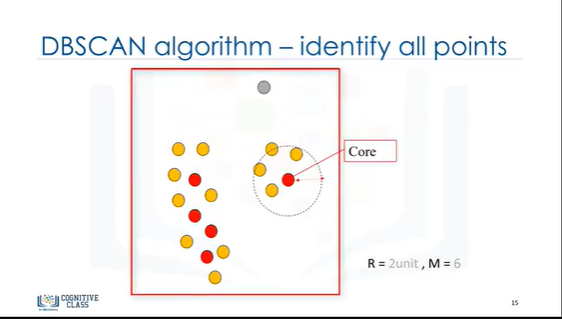 DBSCAN algorithm – identify all points
Core
R = 2unit , M = 6
COGNITIVE
CLASS
15